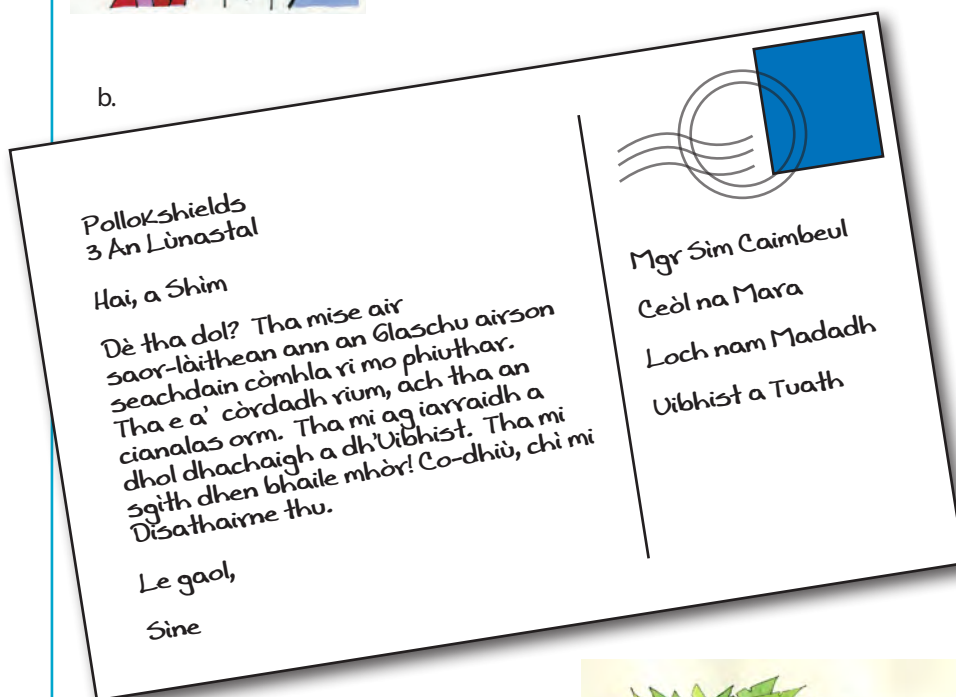 b.
Pollokshields
3 An Lùnastal
Hai, a Shìm
Dè tha dol? Tha mise air
saor-làithean ann an Glaschu airson
seachdain còmhla ri mo phiuthar.
Tha e a' còrdadh rium, ach tha an
cianalas orm. Tha mi ag iarraidh a
dhol dhachaigh a dh'Uibhist. Tha mi
sgìth dhen bhaile mhòr! Co-dhiù, chì mi
Disathairne thu.
Le gaol,
Sìne
Mgr Sìm Caimbeul
Ceòl na Mara
Loch nam Madadh
Uibhist a Tuath